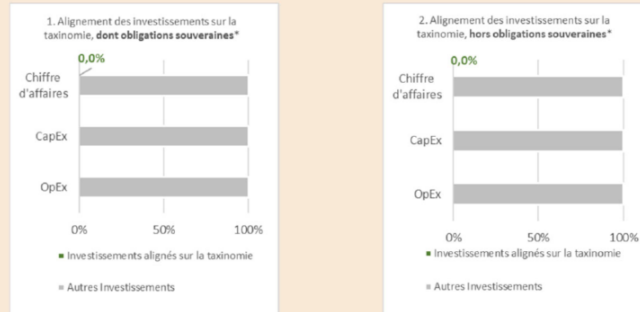 1. Alignement des investissements sur la
taxinomie, dont obligations souveraines*
0,0%
Chiffre
d'affaires
CapEx
OpEx
0%
50%
100%
Investissements alignés sur la taxinomie
Autres Investissements
2. Alignement des investissements sur la
taxinomie, hors obligations souveraines*
0,0%
Chiffre
d'affaires
CapEx
OpEx
0%
50%
100%
Investissements alignés sur la taxinomie
Autres Investissements